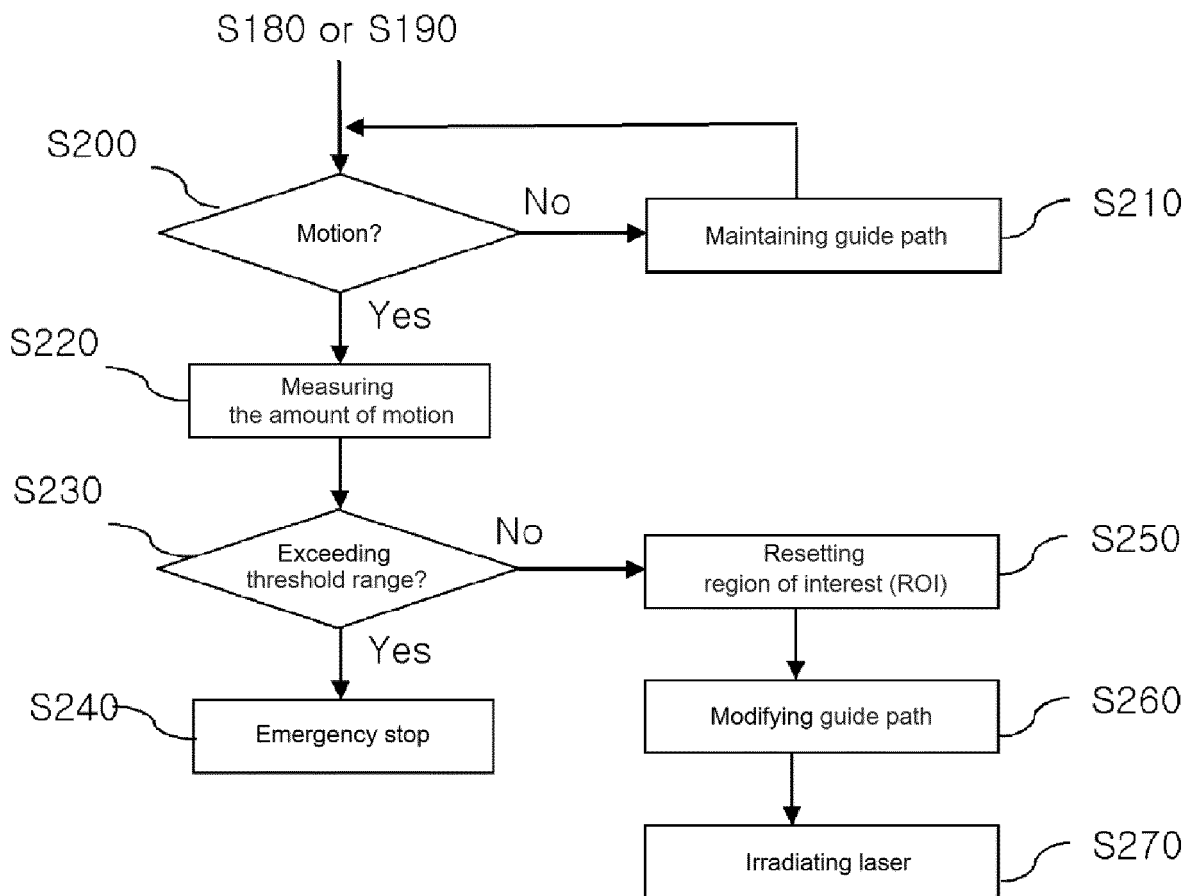 S180 or S190
S200
Motion?
No
Maintaining guide path
S210
Yes
S220
Measuring
the amount of motion
S230
Exceeding
threshold range?
No
Resetting
region of interest (ROI)
S250
Yes
S240
Emergency stop
Modifying guide path
S260
Irradiating laser
S270